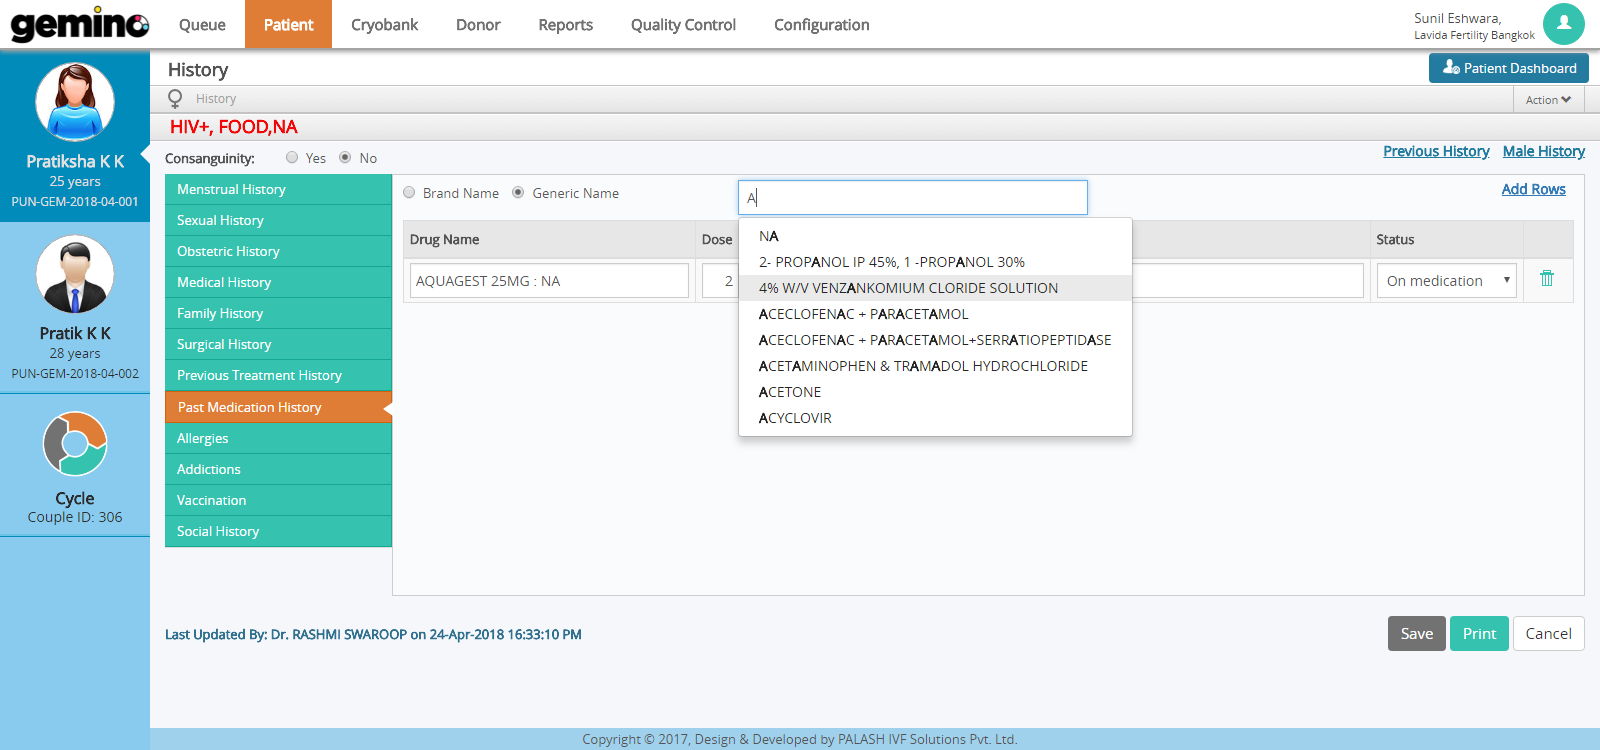 gemino
Queue Patient Cryobank Donor Reports Quality Control Configuration
Sunil Eshwara,
Lavida Fertility Bangkok
Pratiksha K K
25 years
PUN-GEM-2018-04-001
Pratik K K
28 years
PUN-GEM-2018-04-002
Cycle
Couple ID: 306
History
Patient Dashboard
History
Action
HIV+, FOOD,NA
Consanguinity: Yes No
Previous History Male History
Menstrual History
Sexual History
Obstetric History
Medical History
Family History
Surgical History
Previous Treatment History
Past Medication History
Allergies
Addictions
Vaccination
Social History
Brand Name Generic Name
A
Add Rows
Drug Name Dose Status
AQUAGEST 25MG : NA 2 On medication
NA
2- PROPANOL IP 45%, 1 -PROPANOL 30%
4% W/V VENZANKOMIUM CLORIDE SOLUTION
ACECLOFENAC + PARACETAMOL
ACECLOFENAC + PARACETAMOL+SERRATIOPEPTIDASE
ACETAMINOPHEN & TRAMADOL HYDROCHLORIDE
ACETONE
ACYCLOVIR
Last Updated By: Dr. RASHMI SWAROOP on 24-Apr-2018 16:33:10 PM
Save Print Cancel
Copyright © 2017, Design & Developed by PALASH IVF Solutions Pvt. Ltd.